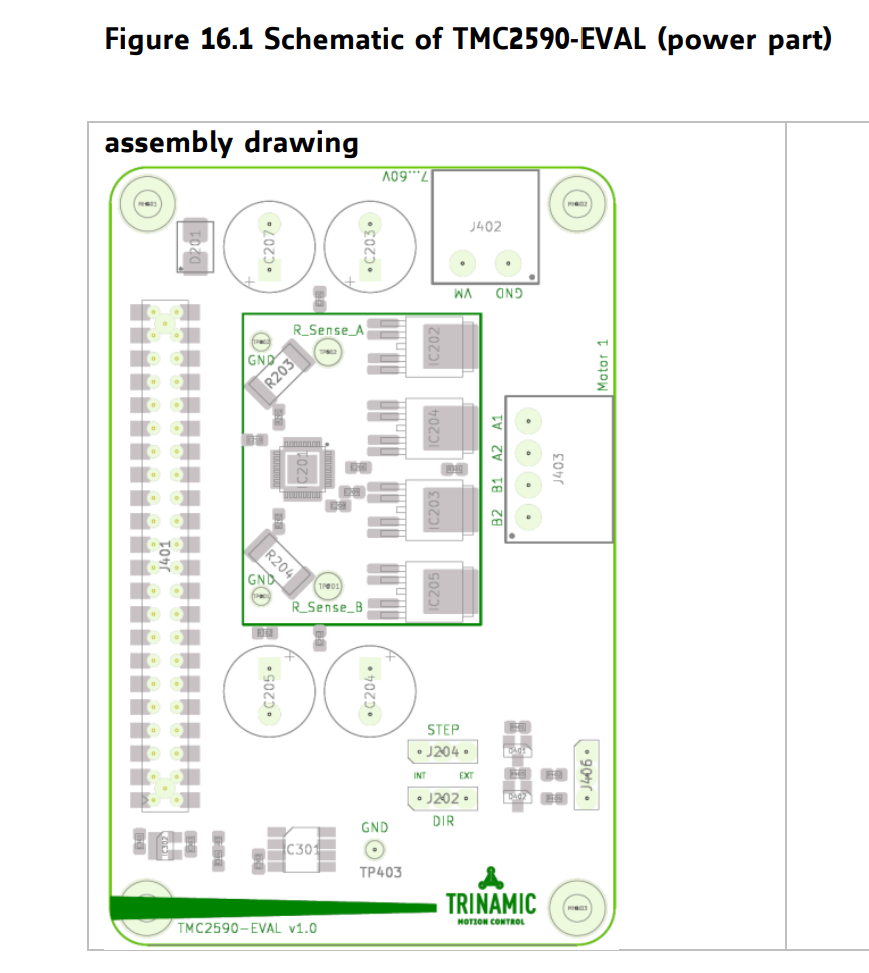 Figure 16.1 Schematic of TMC2590-EVAL (power part)
assembly drawing
7...60V
J402
D201
C207
C203
VM
GND
R_Sense_A
GND
R203
IC202
Motor 1
IC204
A1
A2
B1
B2
J403
IC201
IC203
J401
R204
GND
R_Sense_B
IC205
C205
C204
STEP
J204
INT
EXT
J202
DIR
J406
GND
IC301
TP403
TRINAMIC
MOTION CONTROL
TMC2590-EVAL v1.0